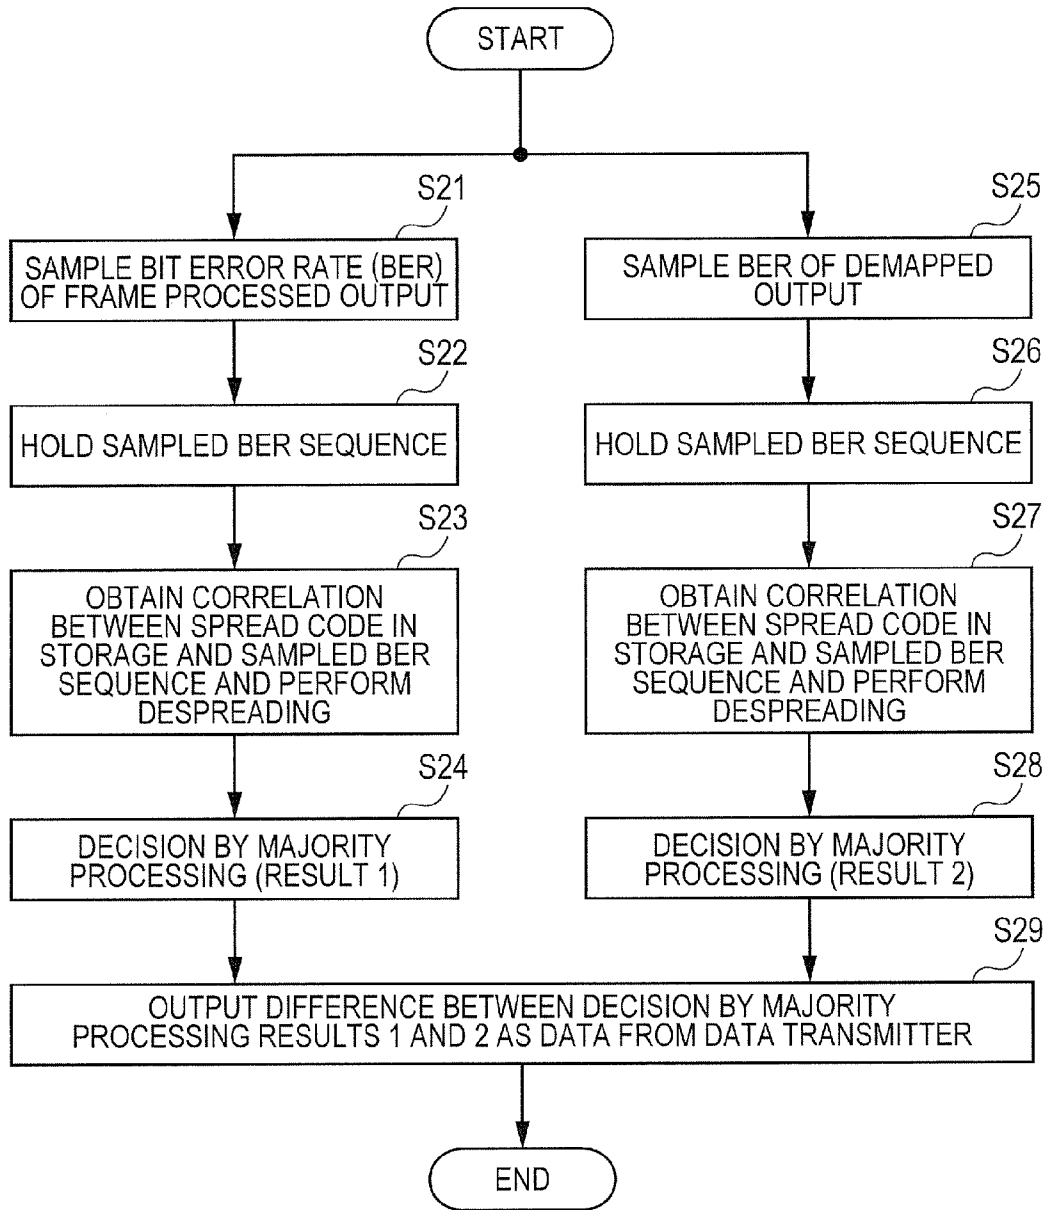 START
S21
SAMPLE BIT ERROR RATE (BER)
OF FRAME PROCESSED OUTPUT
S22
HOLD SAMPLED BER SEQUENCE
S23
OBTAIN CORRELATION
BETWEEN SPREAD CODE IN
STORAGE AND SAMPLED BER
SEQUENCE AND PERFORM
DESPREADING
S24
DECISION BY MAJORITY
PROCESSING (RESULT 1)
S25
SAMPLE BER OF DEMAPPED
OUTPUT
S26
HOLD SAMPLED BER SEQUENCE
S27
OBTAIN CORRELATION
BETWEEN SPREAD CODE IN
STORAGE AND SAMPLED BER
SEQUENCE AND PERFORM
DESPREADING
S28
DECISION BY MAJORITY
PROCESSING (RESULT 2)
S29
OUTPUT DIFFERENCE BETWEEN DECISION BY MAJORITY
PROCESSING RESULTS 1 AND 2 AS DATA FROM DATA TRANSMITTER
END